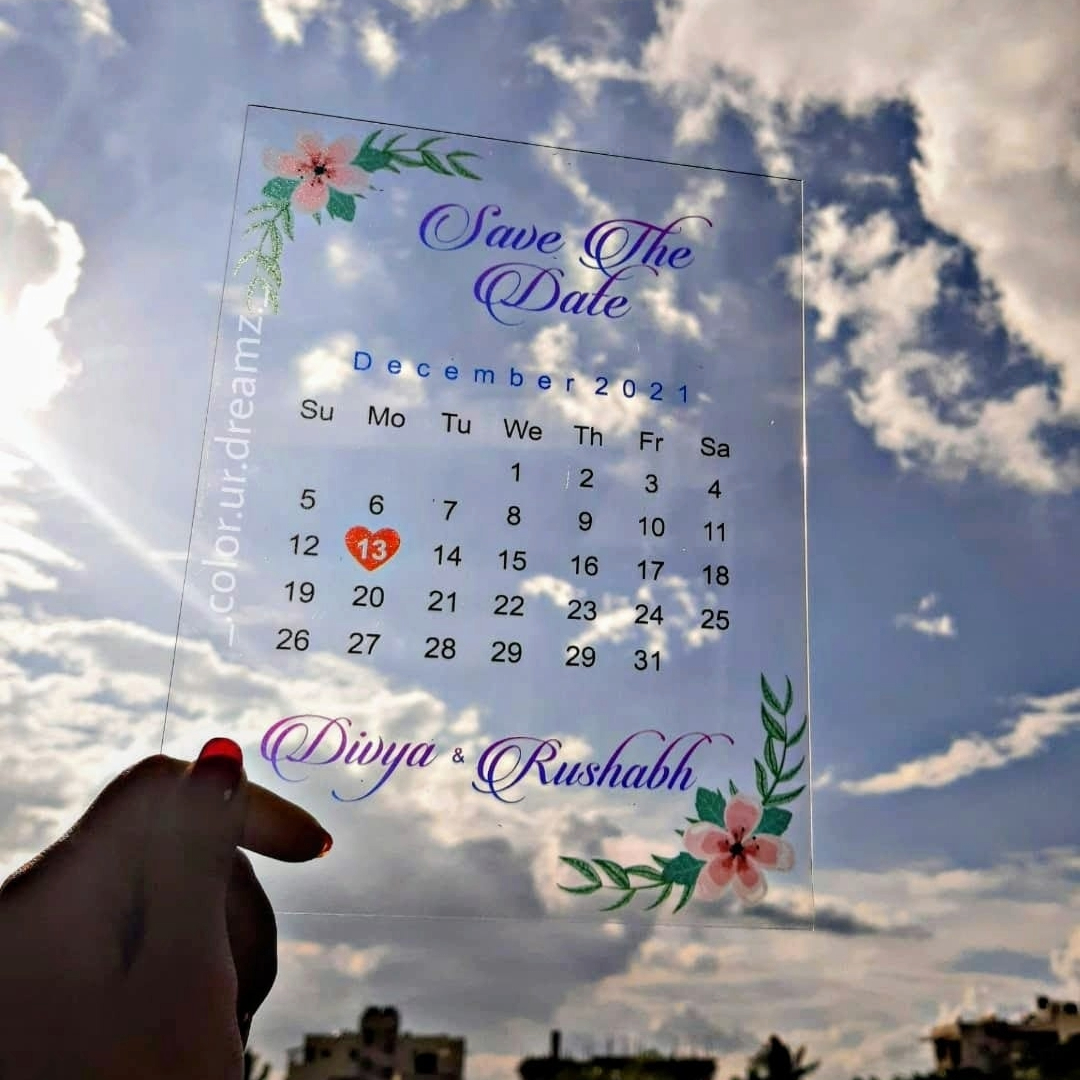 Save The
Date
December 2021
Su Mo Tu We Th Fr Sa
1 2 3 4
5 6 7 8 9 10 11
12 13 14 15 16 17 18
19 20 21 22 23 24 25
26 27 28 29 29 31
Divya & Rushabh
_.color.ur.dreamz._